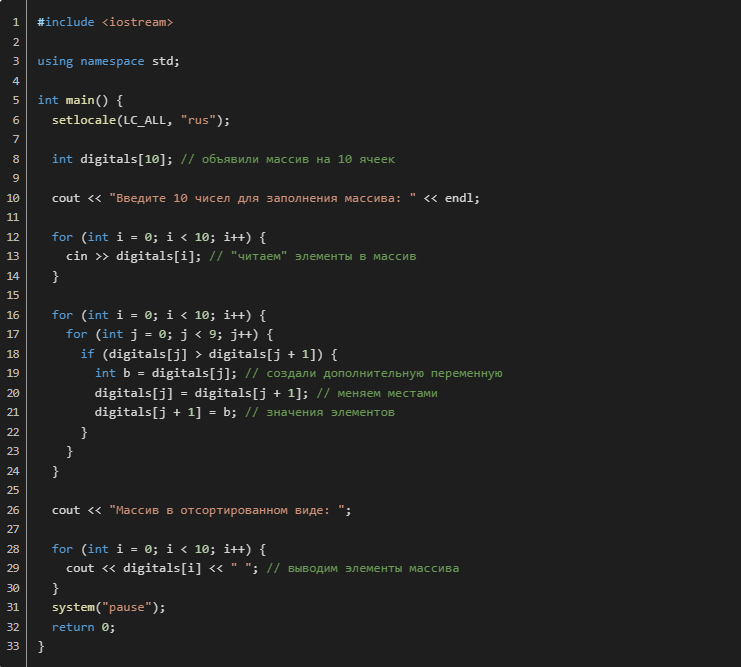 1 #include <iostream>
2
3 using namespace std;
4
5 int main() {
6   setlocale(LC_ALL, "rus");
7
8   int digitals[10]; // объявили массив на 10 ячеек
9
10   cout << "Введите 10 чисел для заполнения массива: " << endl;
11
12   for (int i = 0; i < 10; i++) {
13     cin >> digitals[i]; // "читаем" элементы в массив
14   }
15
16   for (int i = 0; i < 10; i++) {
17     for (int j = 0; j < 9; j++) {
18       if (digitals[j] > digitals[j + 1]) {
19         int b = digitals[j]; // создали дополнительную переменную
20         digitals[j] = digitals[j + 1]; // меняем местами
21         digitals[j + 1] = b; // значения элементов
22       }
23     }
24   }
25
26   cout << "Массив в отсортированном виде: ";
27
28   for (int i = 0; i < 10; i++) {
29     cout << digitals[i] << " "; // выводим элементы массива
30   }
31   system("pause");
32   return 0;
33 }